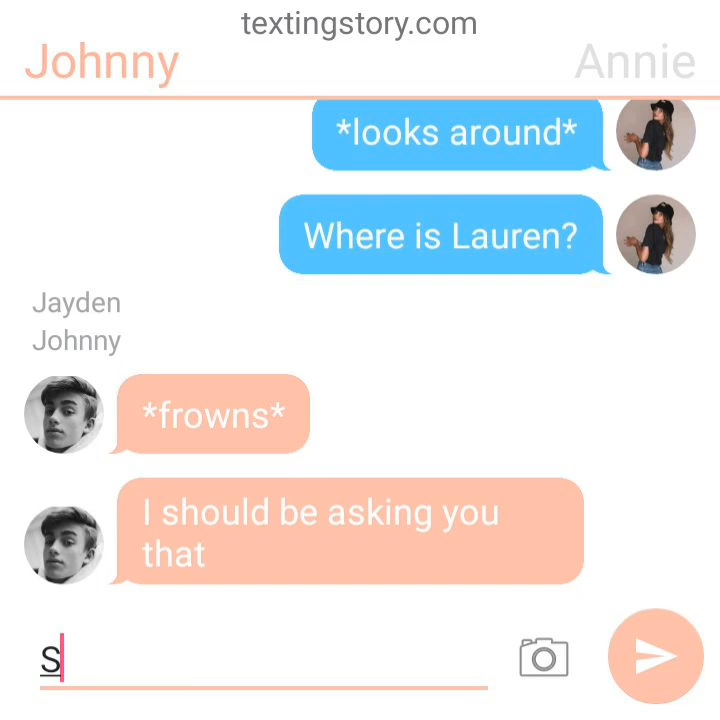 textingstory.com
Johnny
Annie
*looks around*
Where is Lauren?
Jayden
Johnny
*frowns*
I should be asking you
that
S